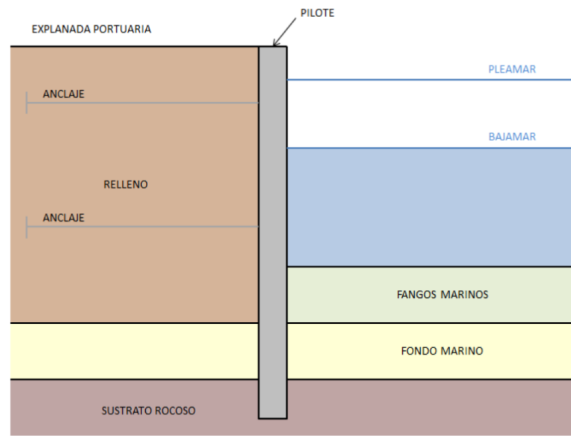 PILOTE
EXPLANADA PORTUARIA
PLEAMAR
ANCLAJE
BAJAMAR
RELLENO
ANCLAJE
FANGOS MARINOS
FONDO MARINO
SUSTRATO ROCOSO